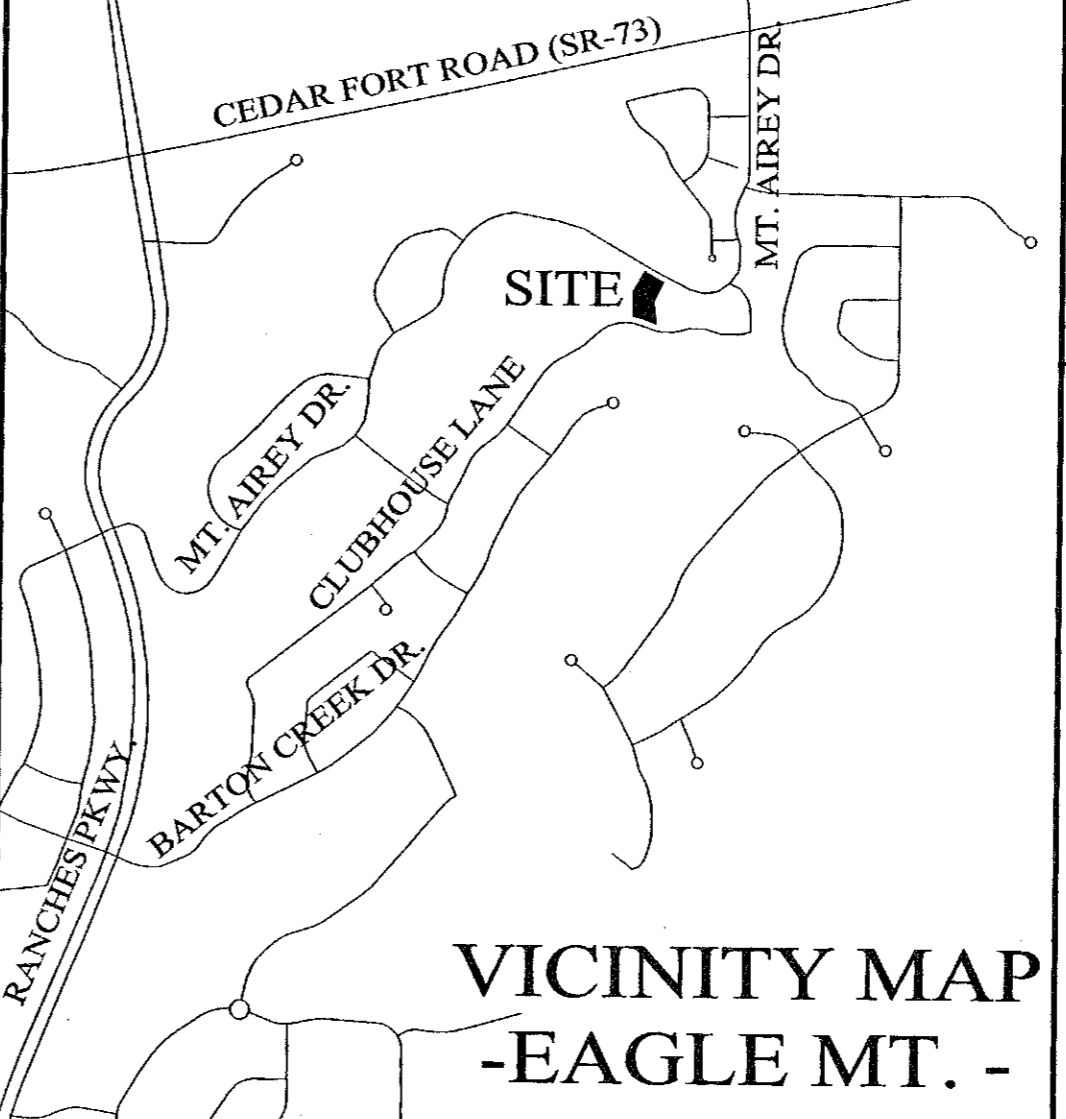 CEDAR FORT ROAD (SR-73)
MT. AIREY DR.
SITE
MT. AIREY DR.
CLUBHOUSE LANE
BARTON CREEK DR.
RANCHES PKWY.
VICINITY MAP
-EAGLE MT. -